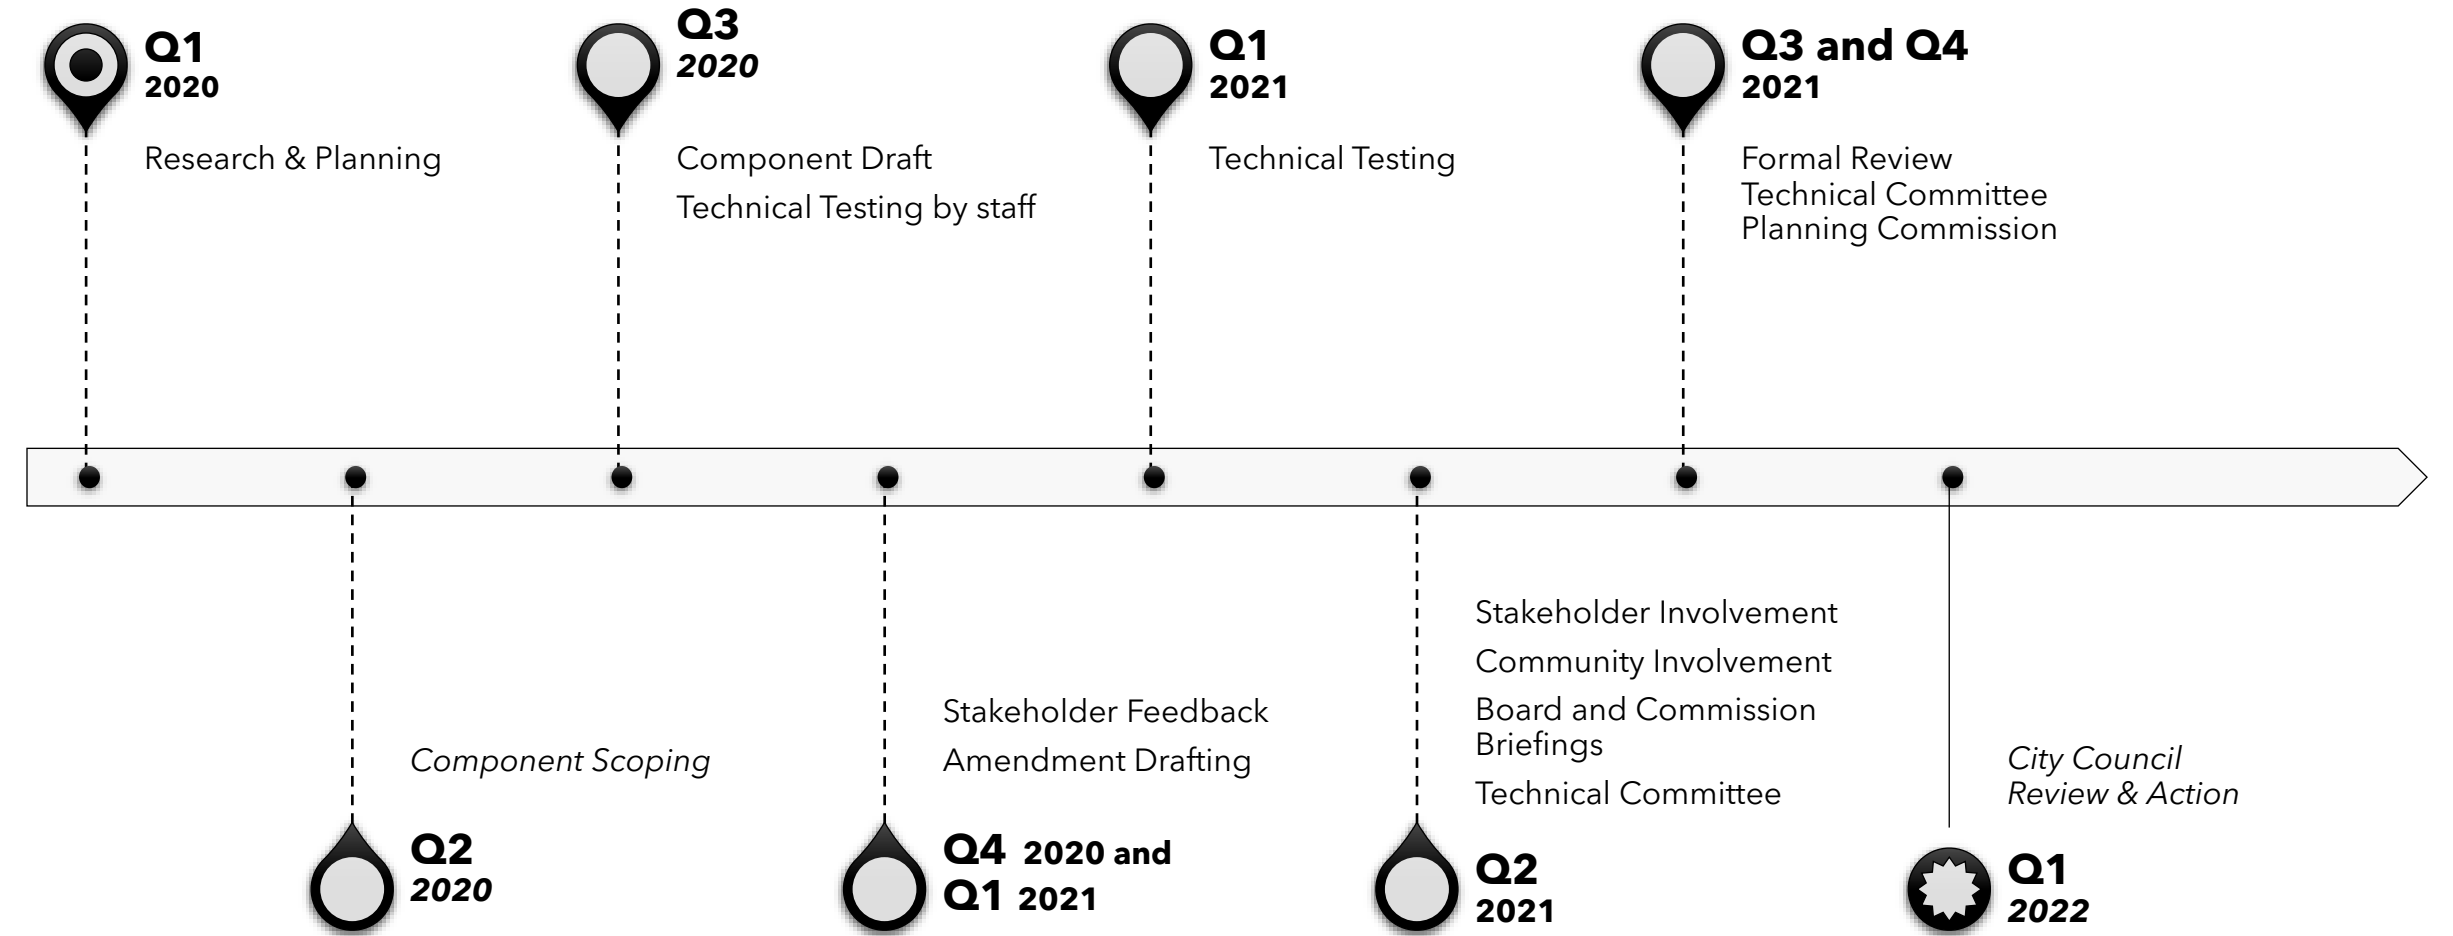 Q1
2020
Research & Planning
Q3
2020
Component Draft
Technical Testing by staff
Q1
2021
Technical Testing
Q3 and Q4
2021
Formal Review
Technical Committee
Planning Commission
Component Scoping
Q2
2020
Stakeholder Feedback
Amendment Drafting
Q4 2020 and
Q1 2021
Stakeholder Involvement
Community Involvement
Board and Commission
Briefings
Technical Committee
Q2
2021
City Council
Review & Action
Q1
2022